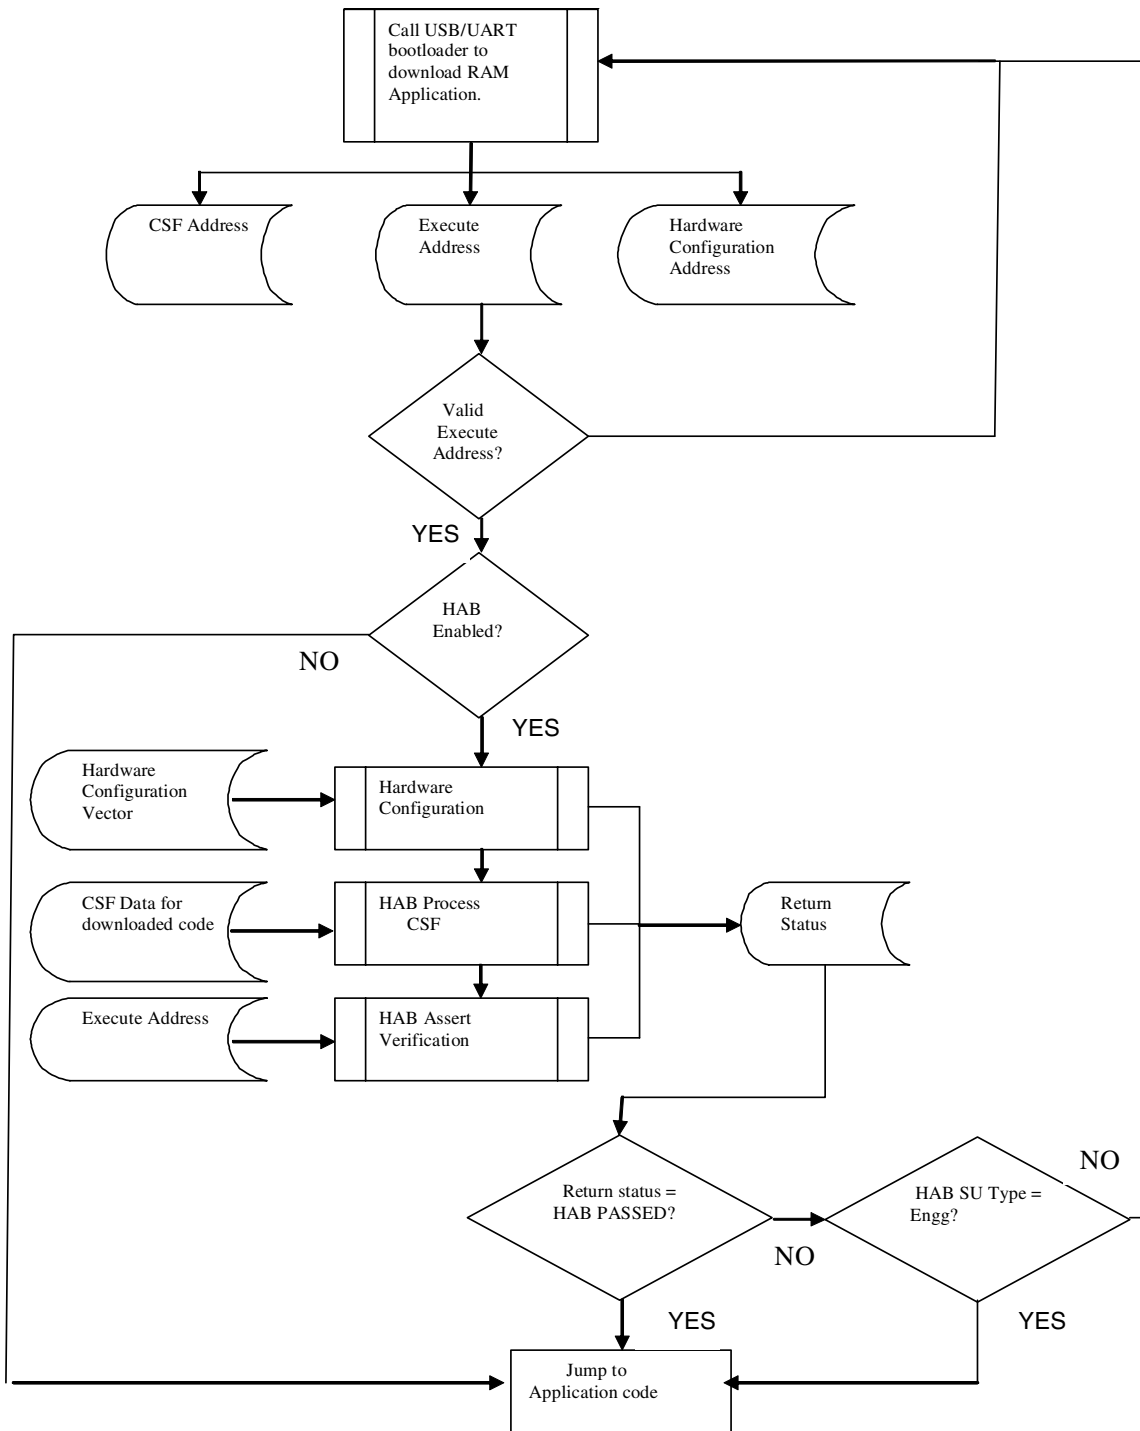 Call USB/UART
bootloader to
download RAM
Application.
CSF Address
Execute
Address
Hardware
Configuration
Address
Valid
Execute
Address?
YES
HAB
Enabled?
NO
YES
Hardware
Configuration
Vector
Hardware
Configuration
CSF Data for
downloaded code
HAB Process
CSF
Return
Status
Execute Address
HAB Assert
Verification
Return status =
HAB PASSED?
NO
HAB SU Type =
Engg?
NO
YES
YES
Jump to
Application code